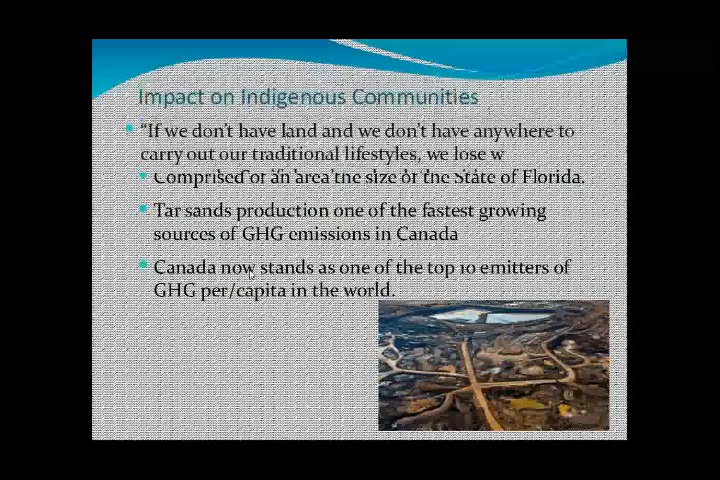 Impact on Indigenous Communities
“If we don’t have land and we don’t have anywhere to
carry out our traditional lifestyles, we lose w
Comprised of an area the size of the State of Florida.
Tar sands production one of the fastest growing
sources of GHG emissions in Canada
Canada now stands as one of the top 10 emitters of
GHG per/capita in the world.